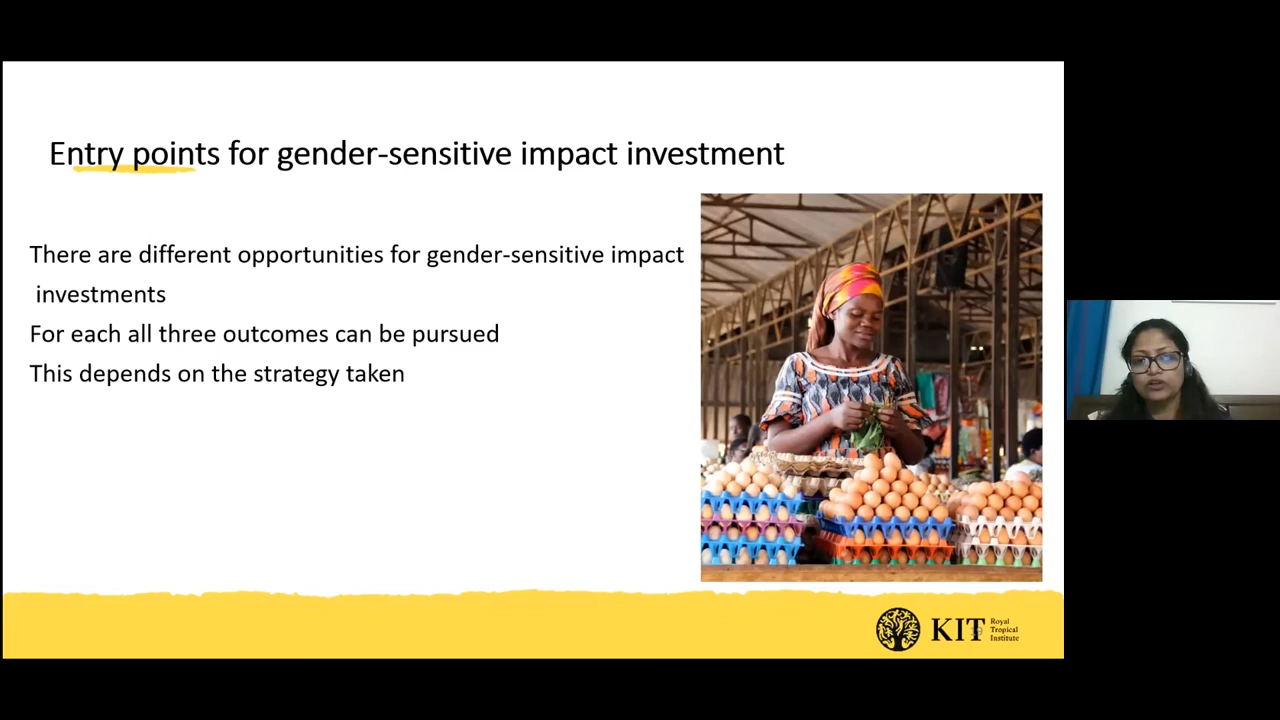 Entry points for gender-sensitive impact investment
There are different opportunities for gender-sensitive impact
investments
For each all three outcomes can be pursued
This depends on the strategy taken
KIT
Royal
Tropical
Institute